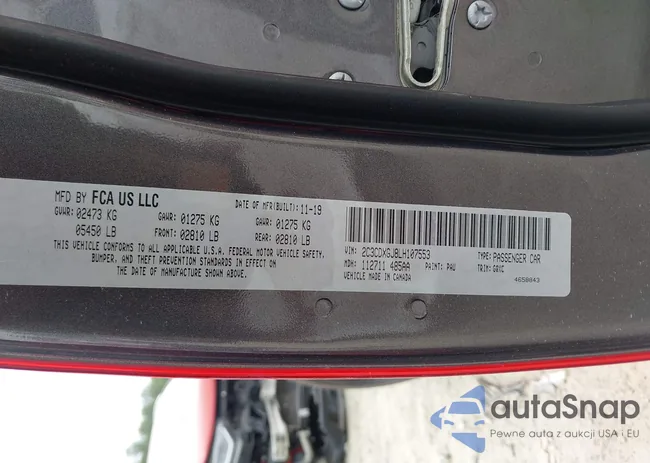 MFD BY FCA US LLC
DATE OF MFR(BUILT): 11-19
GVWR: 02473 KG GAWR: 01275 KG GAWR: 01275 KG
05450 LB FRONT: 02810 LB REAR: 02810 LB
THIS VEHICLE CONFORMS TO ALL APPLICABLE U.S.A. FEDERAL MOTOR VEHICLE SAFETY,
BUMPER, AND THEFT PREVENTION STANDARDS IN EFFECT ON
THE DATE OF MANUFACTURE SHOWN ABOVE.
VIN: 2C3CDXGJ8LH107553 TYPE: PASSENGER CAR
MDH: 112711 485AA PAINT: PAU TRIM: G8XC
VEHICLE MADE IN CANADA 4658043
autaSnap
Pewne auta z aukcji USA i EU